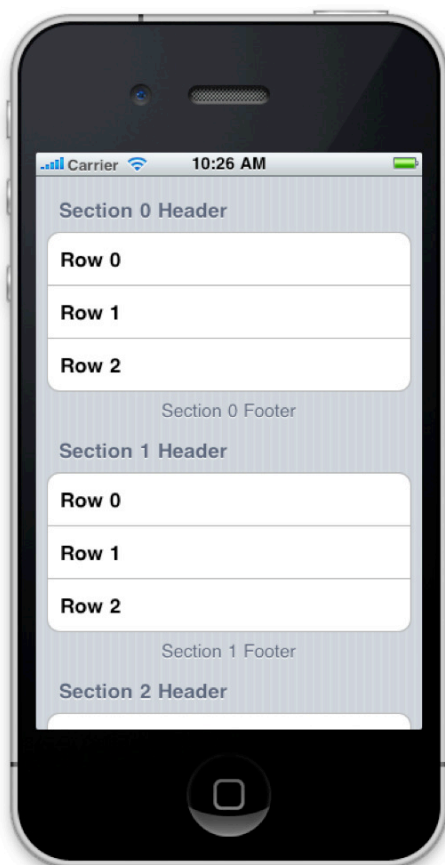 Carrier 10:26 AM
Section 0 Header
Row 0
Row 1
Row 2
Section 0 Footer
Section 1 Header
Row 0
Row 1
Row 2
Section 1 Footer
Section 2 Header